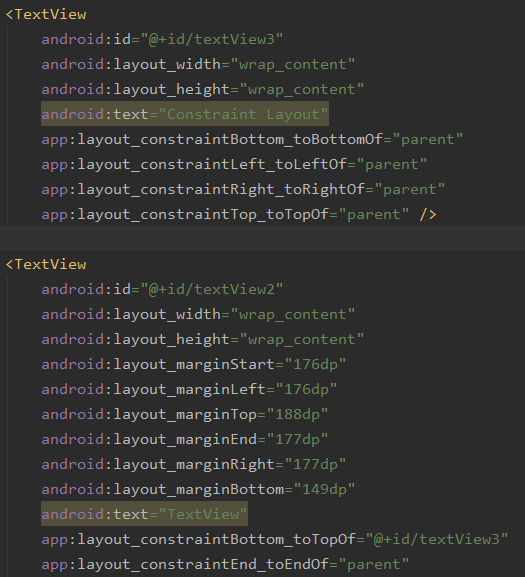 <TextView
android:id="@+id/textView3"
android:layout_width="wrap_content"
android:layout_height="wrap_content"
android:text="Constraint Layout"
app:layout_constraintBottom_toBottomOf="parent"
app:layout_constraintLeft_toLeftOf="parent"
app:layout_constraintRight_toRightOf="parent"
app:layout_constraintTop_toTopOf="parent" />
<TextView
android:id="@+id/textView2"
android:layout_width="wrap_content"
android:layout_height="wrap_content"
android:layout_marginStart="176dp"
android:layout_marginLeft="176dp"
android:layout_marginTop="188dp"
android:layout_marginEnd="177dp"
android:layout_marginRight="177dp"
android:layout_marginBottom="149dp"
android:text="TextView"
app:layout_constraintBottom_toTopOf="@+id/textView3"
app:layout_constraintEnd_toEndOf="parent"